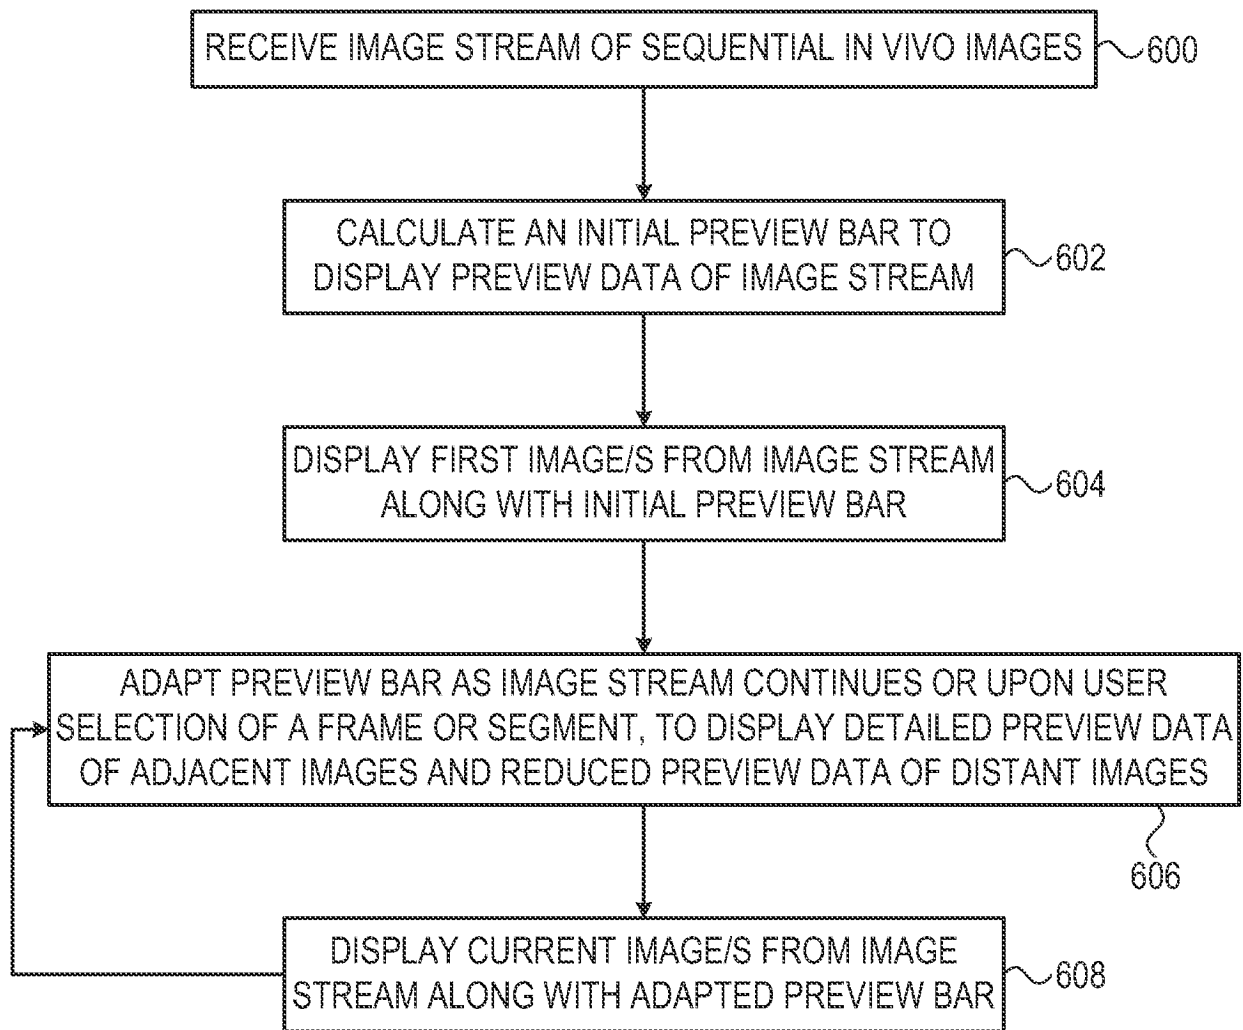 RECEIVE IMAGE STREAM OF SEQUENTIAL IN VIVO IMAGES
600
CALCULATE AN INITIAL PREVIEW BAR TO
DISPLAY PREVIEW DATA OF IMAGE STREAM
602
DISPLAY FIRST IMAGE/S FROM IMAGE STREAM
ALONG WITH INITIAL PREVIEW BAR
604
ADAPT PREVIEW BAR AS IMAGE STREAM CONTINUES OR UPON USER
SELECTION OF A FRAME OR SEGMENT, TO DISPLAY DETAILED PREVIEW DATA
OF ADJACENT IMAGES AND REDUCED PREVIEW DATA OF DISTANT IMAGES
606
DISPLAY CURRENT IMAGE/S FROM IMAGE
STREAM ALONG WITH ADAPTED PREVIEW BAR
608